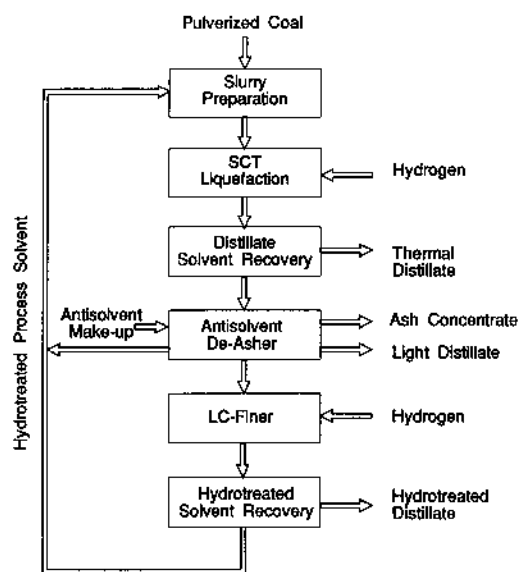 Pulverized Coal
Slurry
Preparation
SCT
Liquefaction
Hydrogen
Distillate
Solvent Recovery
Thermal
Distillate
Antisolvent
Make-up
Antisolvent
De-Asher
Ash Concentrate
Light Distillate
Hydrotreated Process Solvent
LC-Finer
Hydrogen
Hydrotreated
Solvent Recovery
Hydrotreated
Distillate